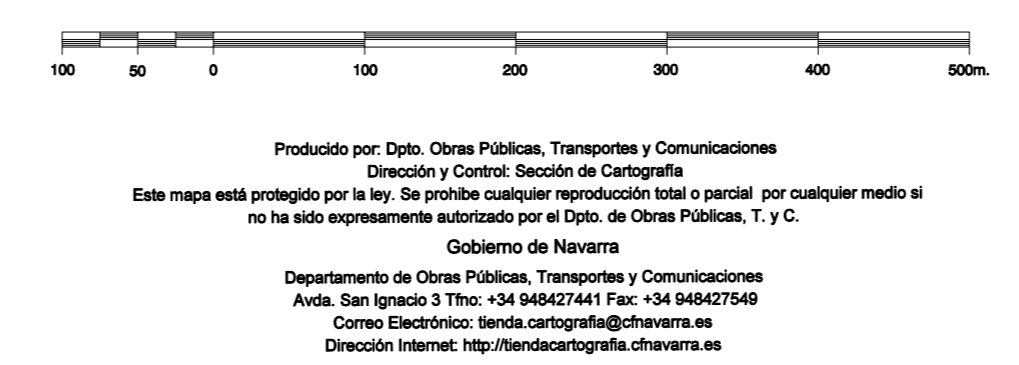 100 50 0 100 200 300 400 500m.
Producido por: Dpto. Obras Públicas, Transportes y Comunicaciones
Dirección y Control: Sección de Cartografía
Este mapa está protegido por la ley. Se prohibe cualquier reproducción total o parcial por cualquier medio si
no ha sido expresamente autorizado por el Dpto. de Obras Públicas, T. y C.
Gobierno de Navarra
Departamento de Obras Públicas, Transportes y Comunicaciones
Avda. San Ignacio 3 Tfno: +34 948427441 Fax: +34 948427549
Correo Electrónico: tienda.cartografia@cfnavarra.es
Dirección Internet: http://tiendacartografia.cfnavarra.es